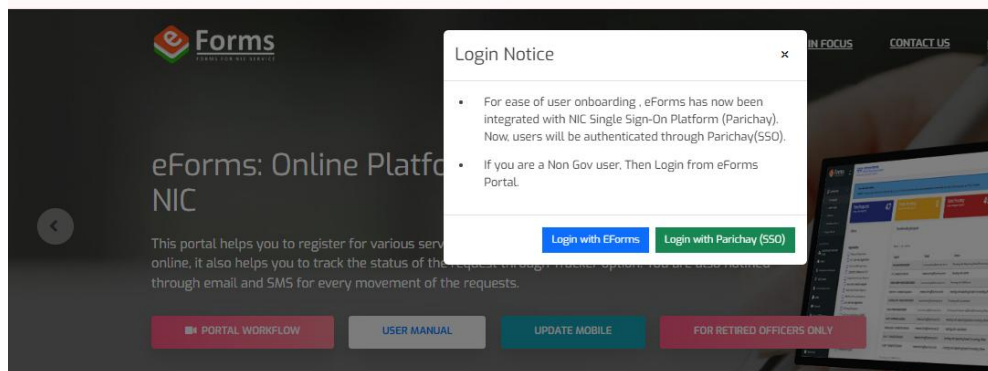 Forms
FORMS FOR NIC SERVICE
IN FOCUS
CONTACT US
Login Notice
×
• For ease of user onboarding , eForms has now been
integrated with NIC Single Sign-On Platform (Parichay).
Now, users will be authenticated through Parichay(SSO).
• If you are a Non Gov user, Then Login from eForms
Portal.
Login with EForms
Login with Parichay (SSO)
eForms: Online Platfo
NIC
This portal helps you to register for various serv
online, it also helps you to track the status of the request through Tracker option. You are also notified
through email and SMS for every movement of the requests.
PORTAL WORKFLOW
USER MANUAL
UPDATE MOBILE
FOR RETIRED OFFICERS ONLY